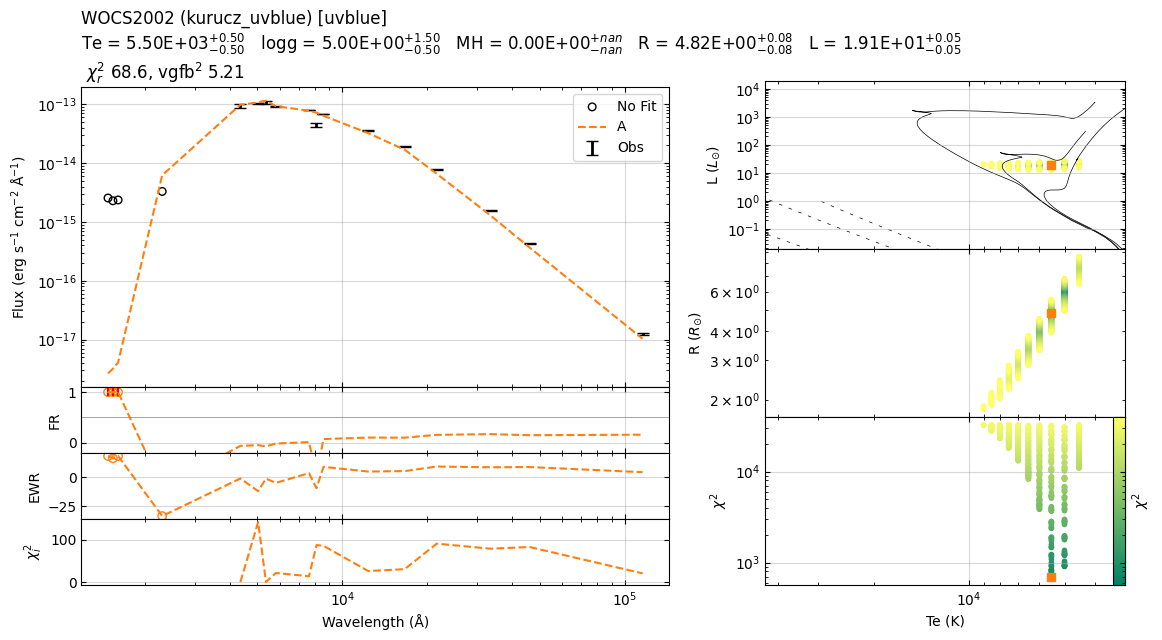 WOCS2002 (kurucz_uvblue) [uvblue]
Te = 5.50E+03$^{+0.50}_{-0.50}$ logg = 5.00E+00$^{+1.50}_{-0.50}$ MH = 0.00E+00$^{+nan}_{-nan}$ R = 4.82E+00$^{+0.08}_{-0.08}$ L = 1.91E+01$^{+0.05}_{-0.05}$
χ$^2_r$ 68.6, vgfb² 5.21
10⁻¹³
10⁻¹⁴
10⁻¹⁵
10⁻¹⁶
10⁻¹⁷
Flux (erg s⁻¹ cm⁻² Å⁻¹)
No Fit
A
Obs
1
0
FR
0
−25
EWR
100
0
χ$^2_i$
10⁴
10⁵
Wavelength (Å)
10⁴
10³
10²
10¹
10⁰
10⁻¹
L (L$_⊙$)
6 × 10⁰
4 × 10⁰
3 × 10⁰
2 × 10⁰
R (R$_⊙$)
10⁴
10³
χ²
χ²
10⁴
Te (K)